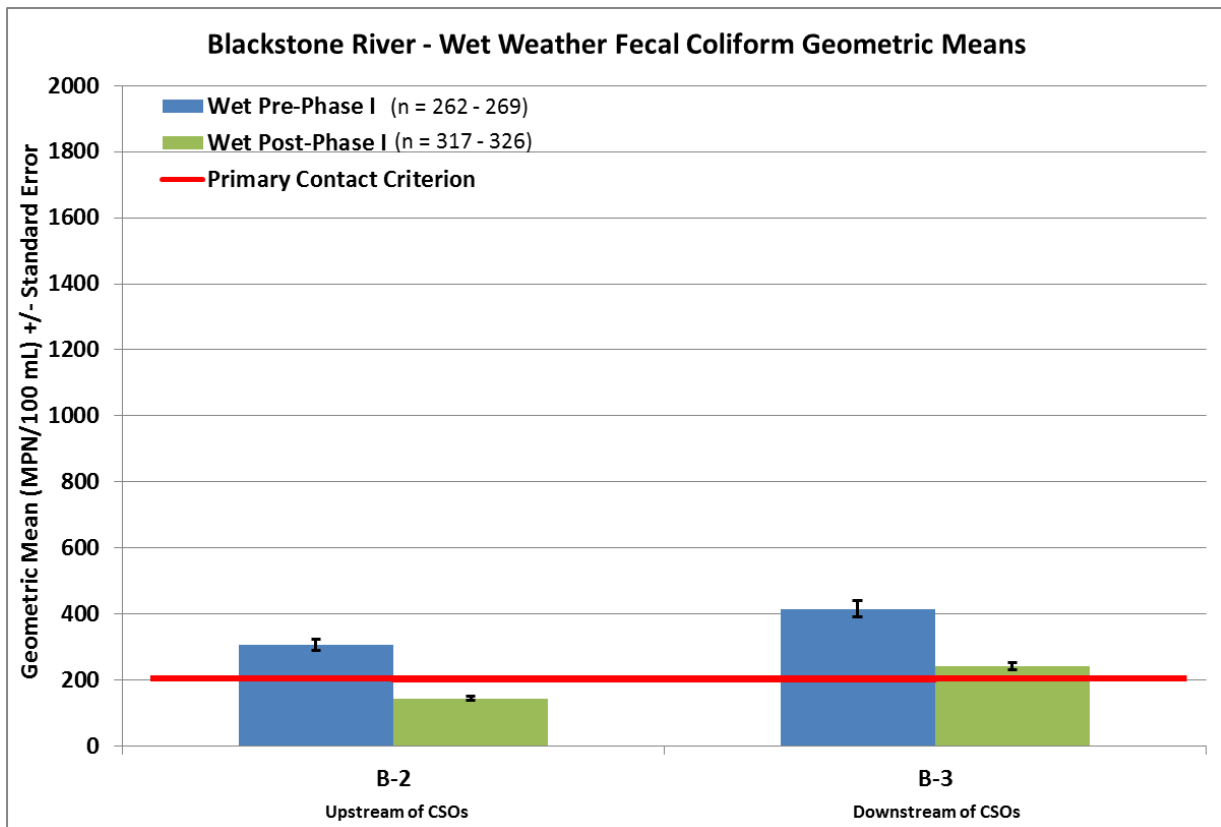 Blackstone River - Wet Weather Fecal Coliform Geometric Means
Geometric Mean (MPN/100 mL) +/- Standard Error
2000
1800
1600
1400
1200
1000
800
600
400
200
0
Wet Pre-Phase I (n = 262 - 269)
Wet Post-Phase I (n = 317 - 326)
Primary Contact Criterion
B-2
Upstream of CSOs
B-3
Downstream of CSOs